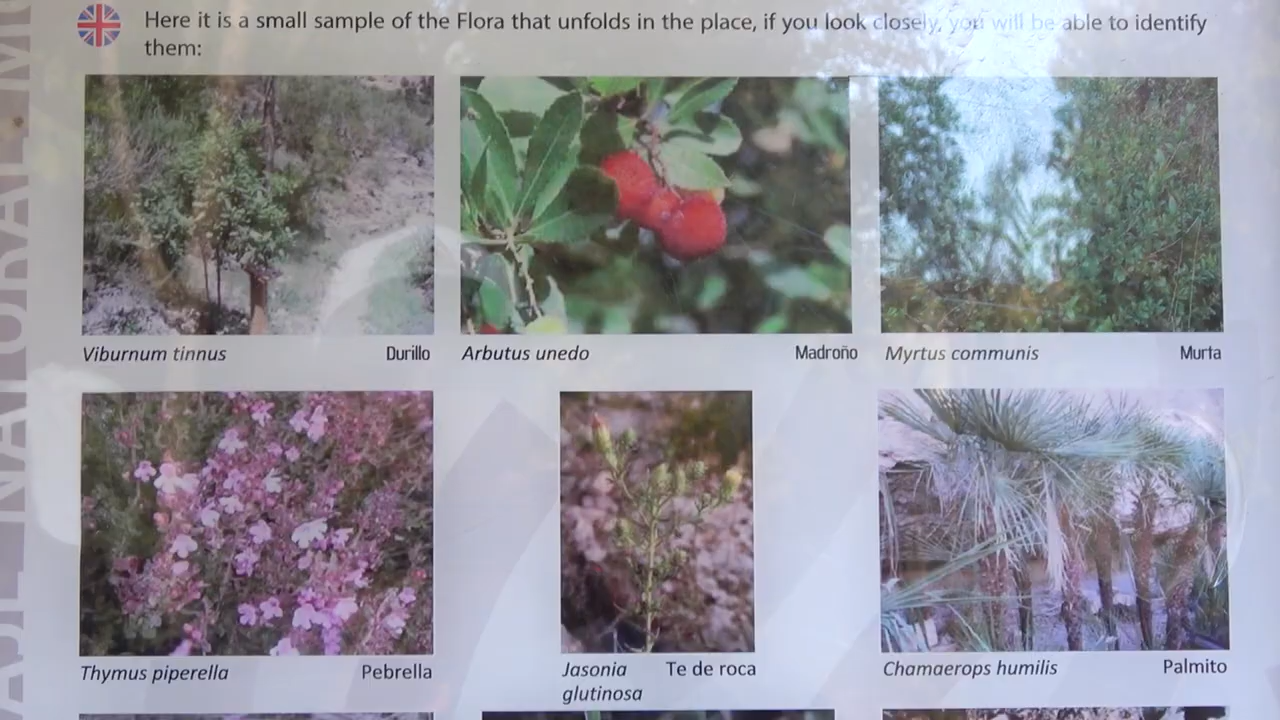 Here it is a small sample of the Flora that unfolds in the place, if you look closely, you will be able to identify
them:
Viburnum tinnus Durillo
Arbutus unedo Madroño
Myrtus communis Murta
Thymus piperella Pebrella
Jasonia Te de roca
glutinosa
Chamaerops humilis Palmito